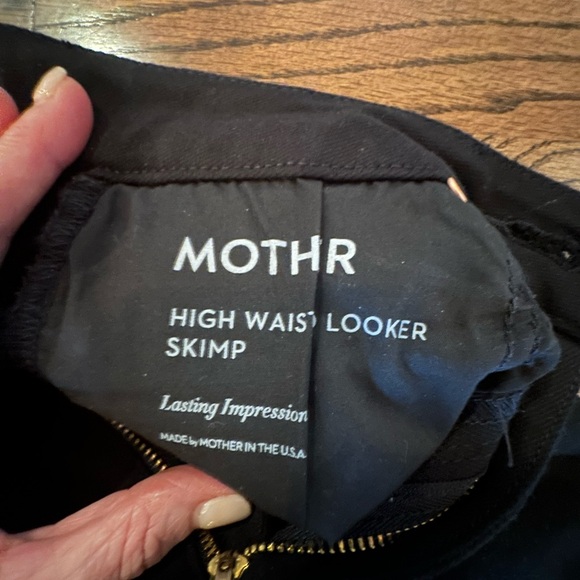 MOTHR
HIGH WAIST LOOKER
SKIMP
Lasting Impression
MADE by MOTHER IN THE U.S.A